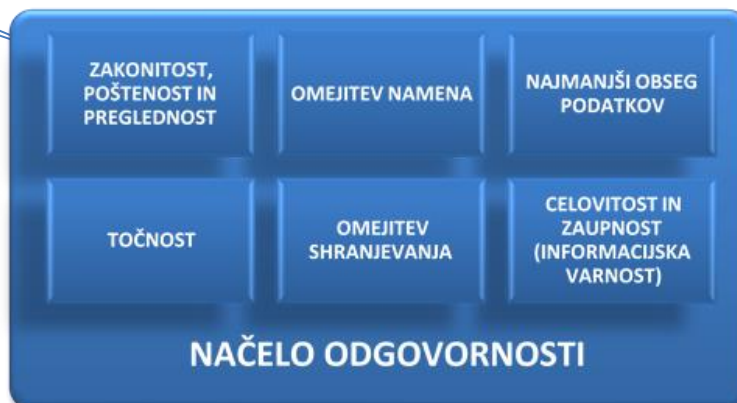 ZAKONITOST,
POŠTENOST IN
PREGLEDNOST
OMEJITEV NAMENA
NAJMANJŠI OBSEG
PODATKOV
TOČNOST
OMEJITEV
SHRANJEVANJA
CELOVITOST IN
ZAUPNOST
(INFORMACIJSKA
VARNOST)
NAČELO ODGOVORNOSTI